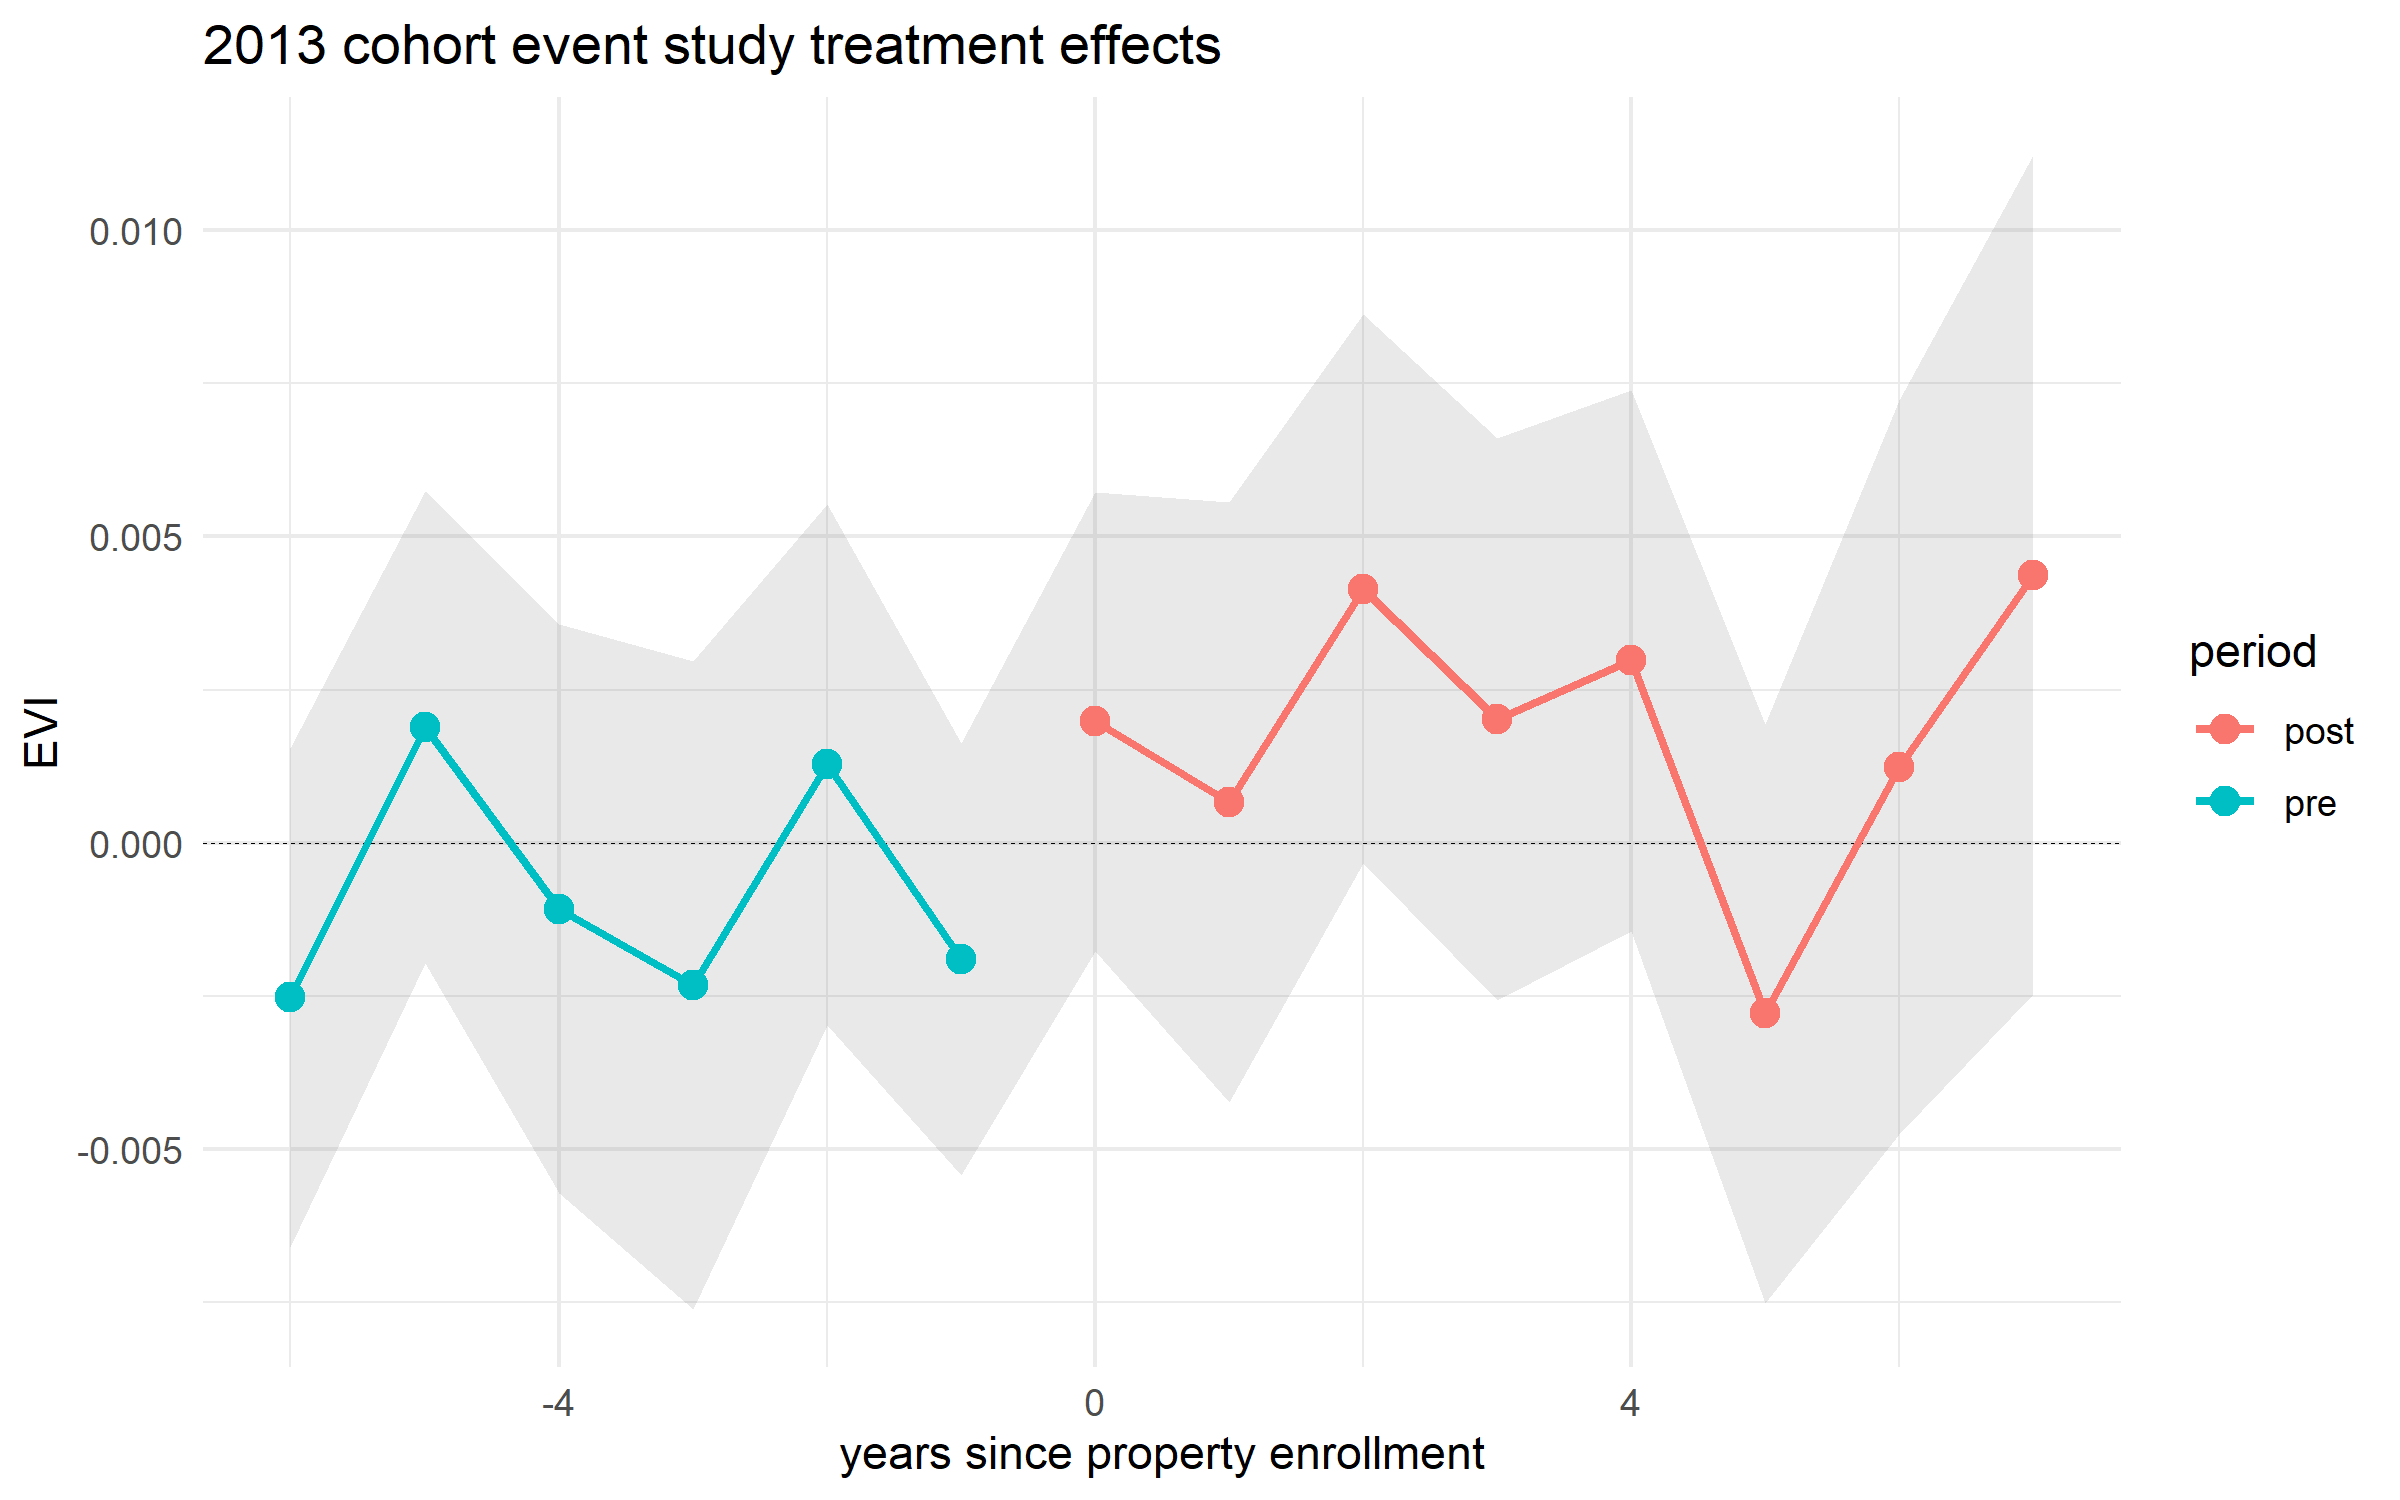 2013 cohort event study treatment effects
0.010
0.005
0.000
-0.005
EVI
-4 0 4
years since property enrollment
period
post
pre